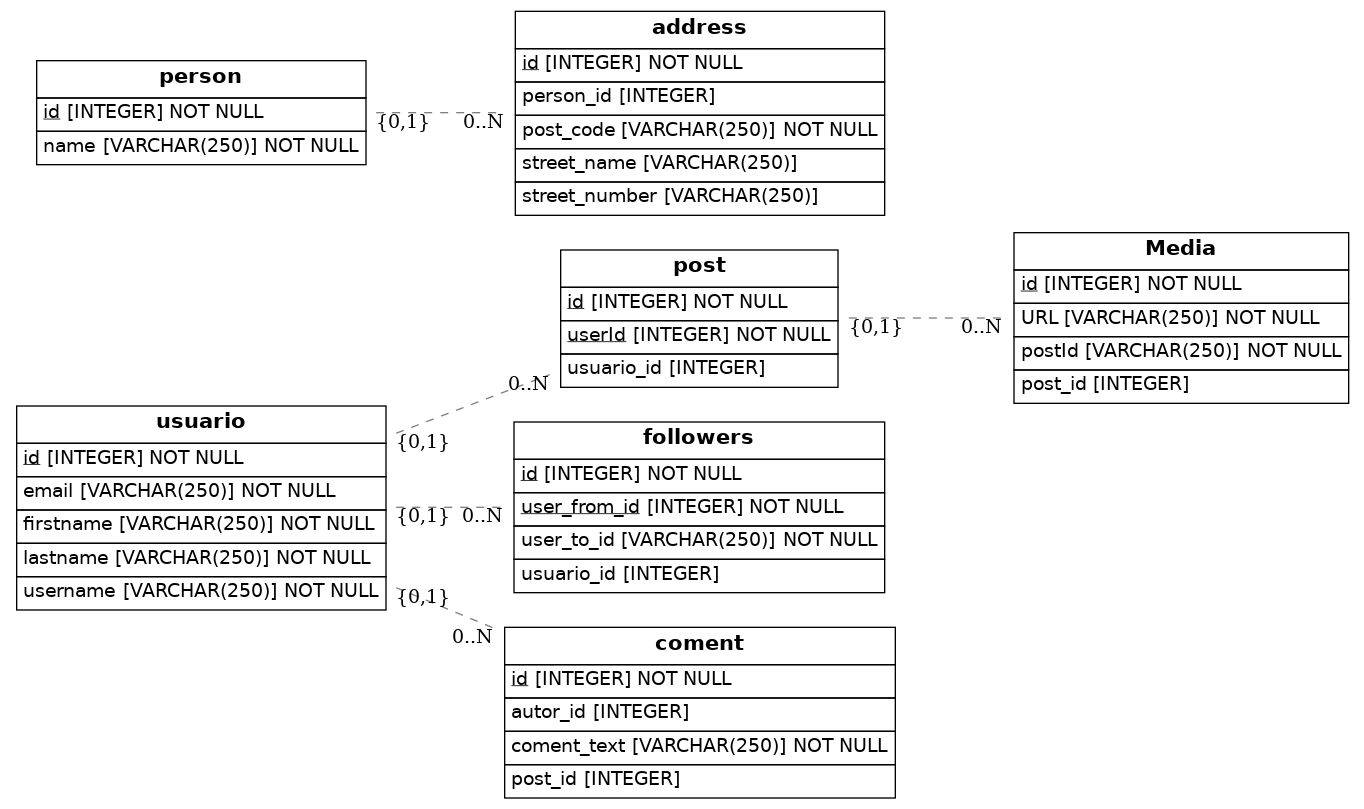 person
id [INTEGER] NOT NULL
name [VARCHAR(250)] NOT NULL
{0,1}
0..N
address
id [INTEGER] NOT NULL
person_id [INTEGER]
post_code [VARCHAR(250)] NOT NULL
street_name [VARCHAR(250)]
street_number [VARCHAR(250)]
post
id [INTEGER] NOT NULL
userId [INTEGER] NOT NULL
usuario_id [INTEGER]
{0,1}
0..N
Media
id [INTEGER] NOT NULL
URL [VARCHAR(250)] NOT NULL
postId [VARCHAR(250)] NOT NULL
post_id [INTEGER]
usuario
id [INTEGER] NOT NULL
email [VARCHAR(250)] NOT NULL
firstname [VARCHAR(250)] NOT NULL
lastname [VARCHAR(250)] NOT NULL
username [VARCHAR(250)] NOT NULL
0..N
{0,1}
{0,1}
0..N
{0,1}
0..N
followers
id [INTEGER] NOT NULL
user_from_id [INTEGER] NOT NULL
user_to_id [VARCHAR(250)] NOT NULL
usuario_id [INTEGER]
coment
id [INTEGER] NOT NULL
autor_id [INTEGER]
coment_text [VARCHAR(250)] NOT NULL
post_id [INTEGER]